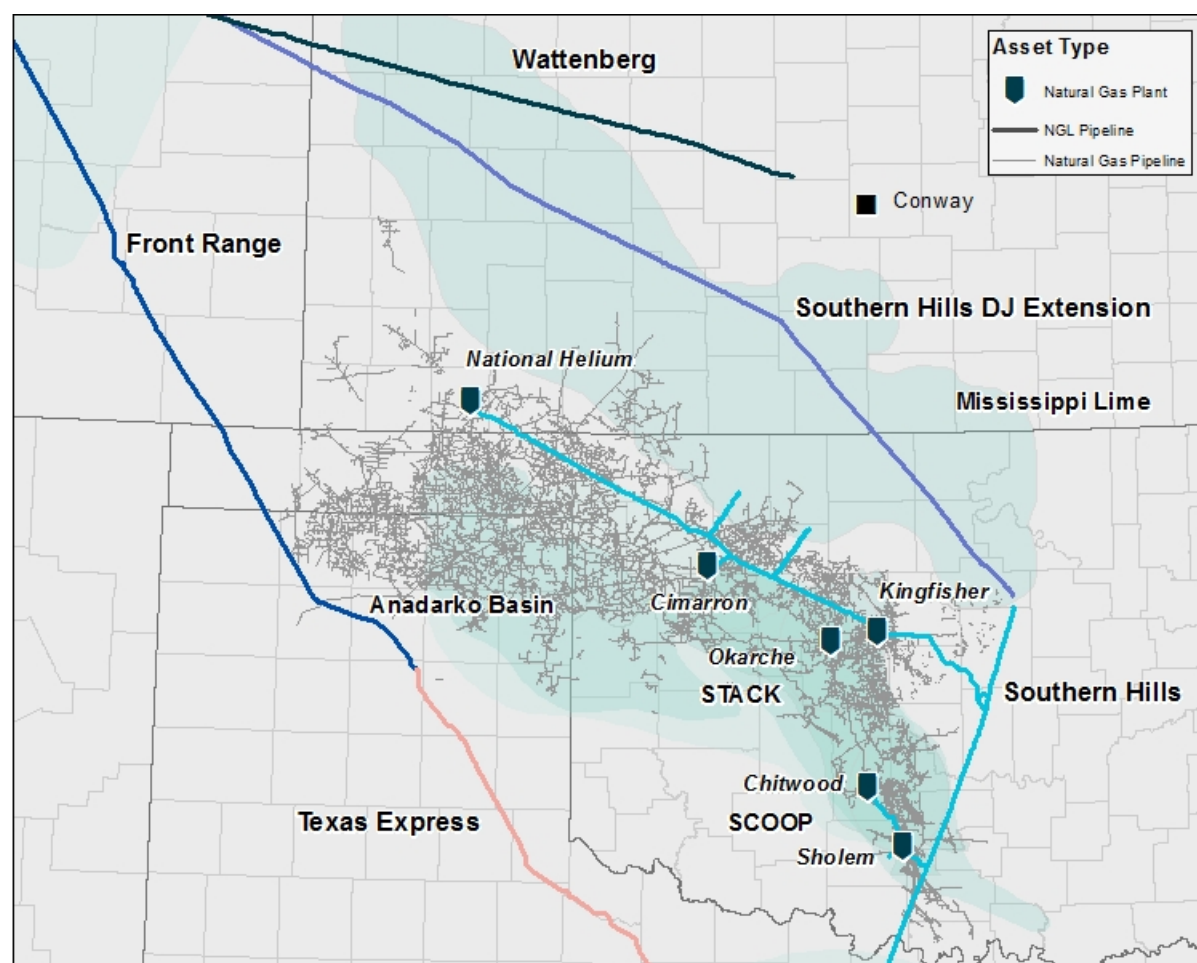 Wattenberg
Asset Type
Natural Gas Plant
NGL Pipeline
Natural Gas Pipeline
Conway
Front Range
Southern Hills DJ Extension
National Helium
Mississippi Lime
Anadarko Basin
Cimarron
Kingfisher
Okarche
STACK
Southern Hills
Chitwood
Texas Express
SCOOP
Sholem